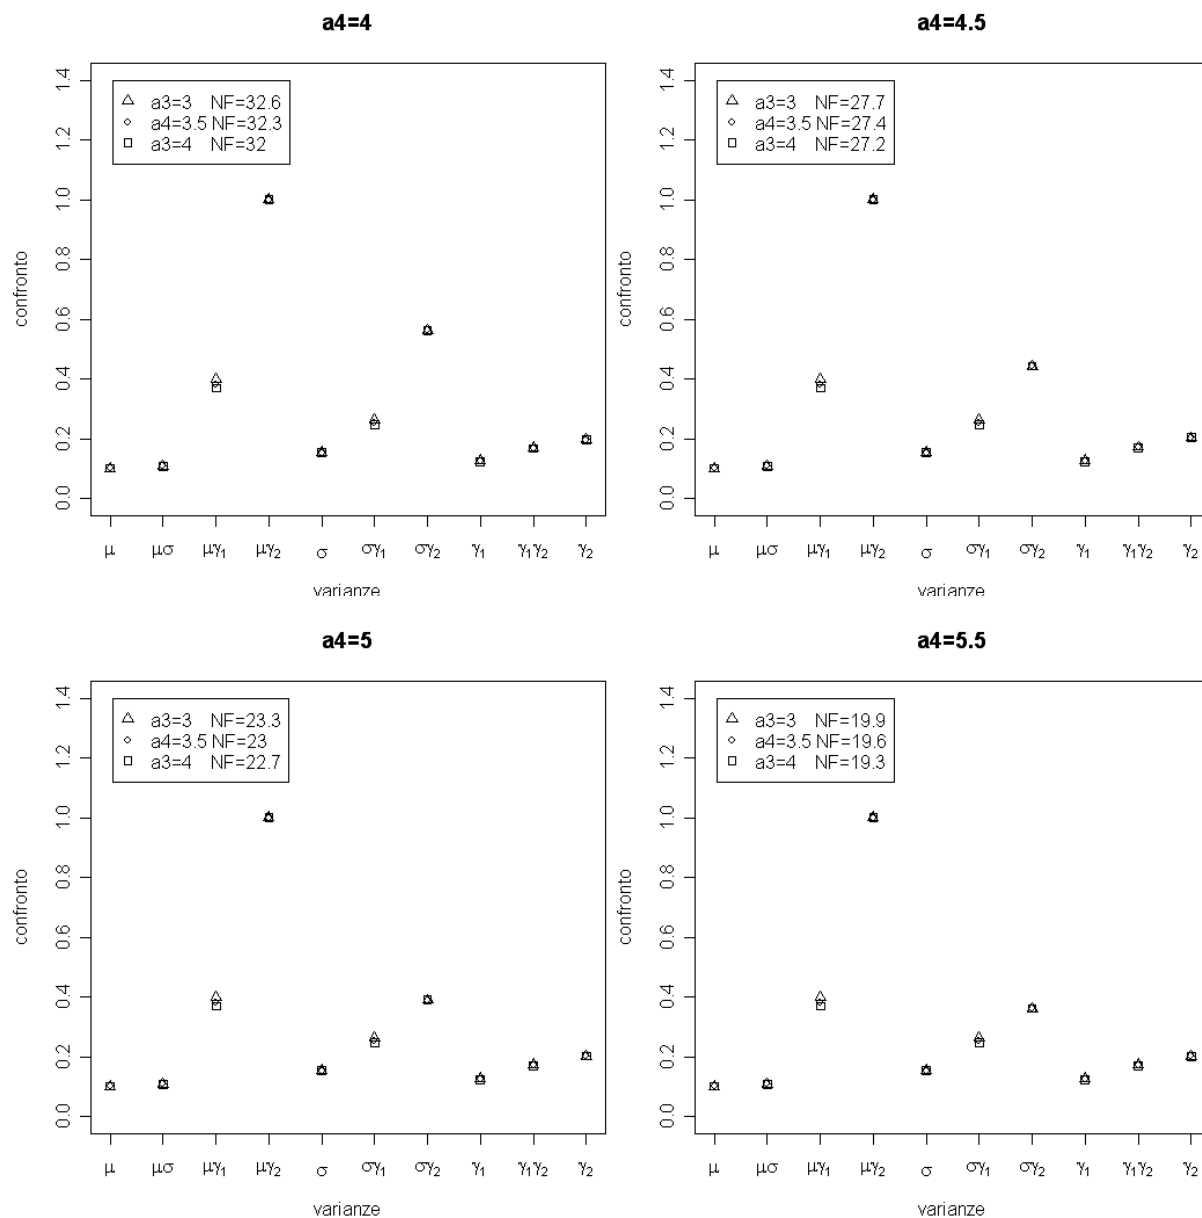 a4=4
1.4
1.2
1.0
0.8
0.6
0.4
0.2
0.0
confronto
a3=3 NF=32.6
a4=3.5 NF=32.3
a3=4 NF=32
μ μσ μγ1 μγ2 σ σγ1 σγ2 γ1 γ1γ2 γ2
varianze
a4=4.5
1.4
1.2
1.0
0.8
0.6
0.4
0.2
0.0
confronto
a3=3 NF=27.7
a4=3.5 NF=27.4
a3=4 NF=27.2
μ μσ μγ1 μγ2 σ σγ1 σγ2 γ1 γ1γ2 γ2
varianze
a4=5
1.4
1.2
1.0
0.8
0.6
0.4
0.2
0.0
confronto
a3=3 NF=23.3
a4=3.5 NF=23
a3=4 NF=22.7
μ μσ μγ1 μγ2 σ σγ1 σγ2 γ1 γ1γ2 γ2
varianze
a4=5.5
1.4
1.2
1.0
0.8
0.6
0.4
0.2
0.0
confronto
a3=3 NF=19.9
a4=3.5 NF=19.6
a3=4 NF=19.3
μ μσ μγ1 μγ2 σ σγ1 σγ2 γ1 γ1γ2 γ2
varianze